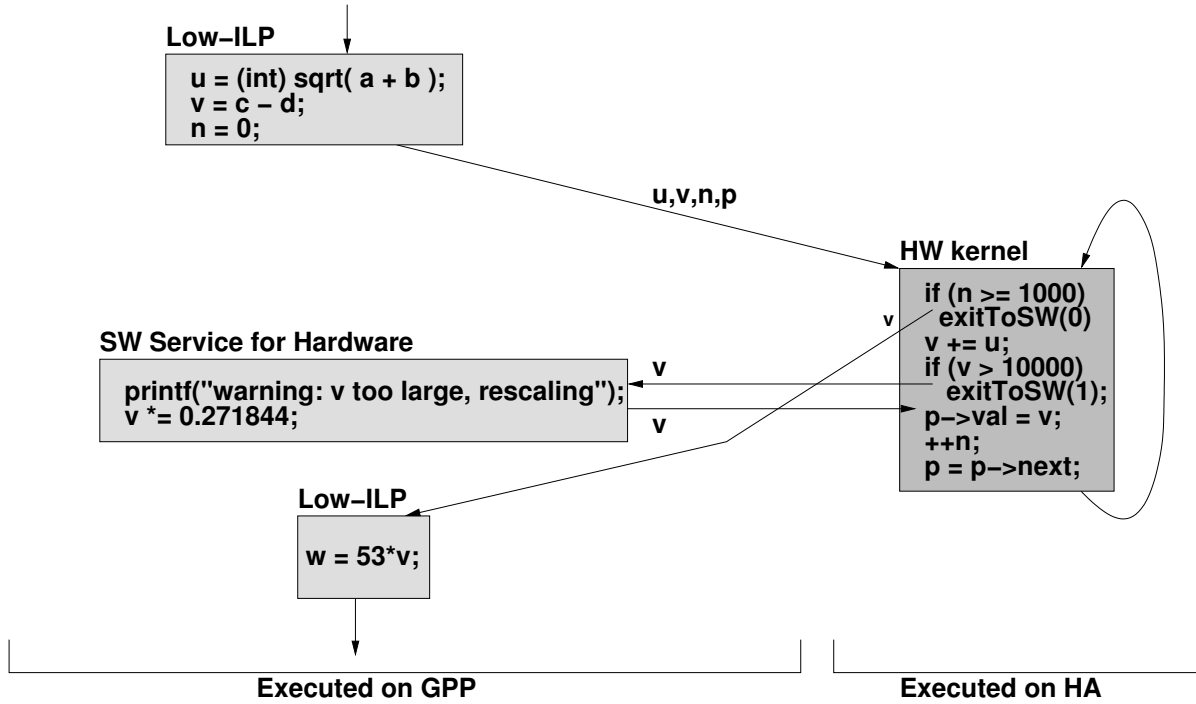 Low−ILP
u = (int) sqrt( a + b );
v = c − d;
n = 0;
u,v,n,p
HW kernel
if (n >= 1000)
exitToSW(0)
v += u;
if (v > 10000)
exitToSW(1);
p−>val = v;
++n;
p = p−>next;
v
SW Service for Hardware
printf("warning: v too large, rescaling");
v *= 0.271844;
v
v
Low−ILP
w = 53*v;
Executed on GPP
Executed on HA